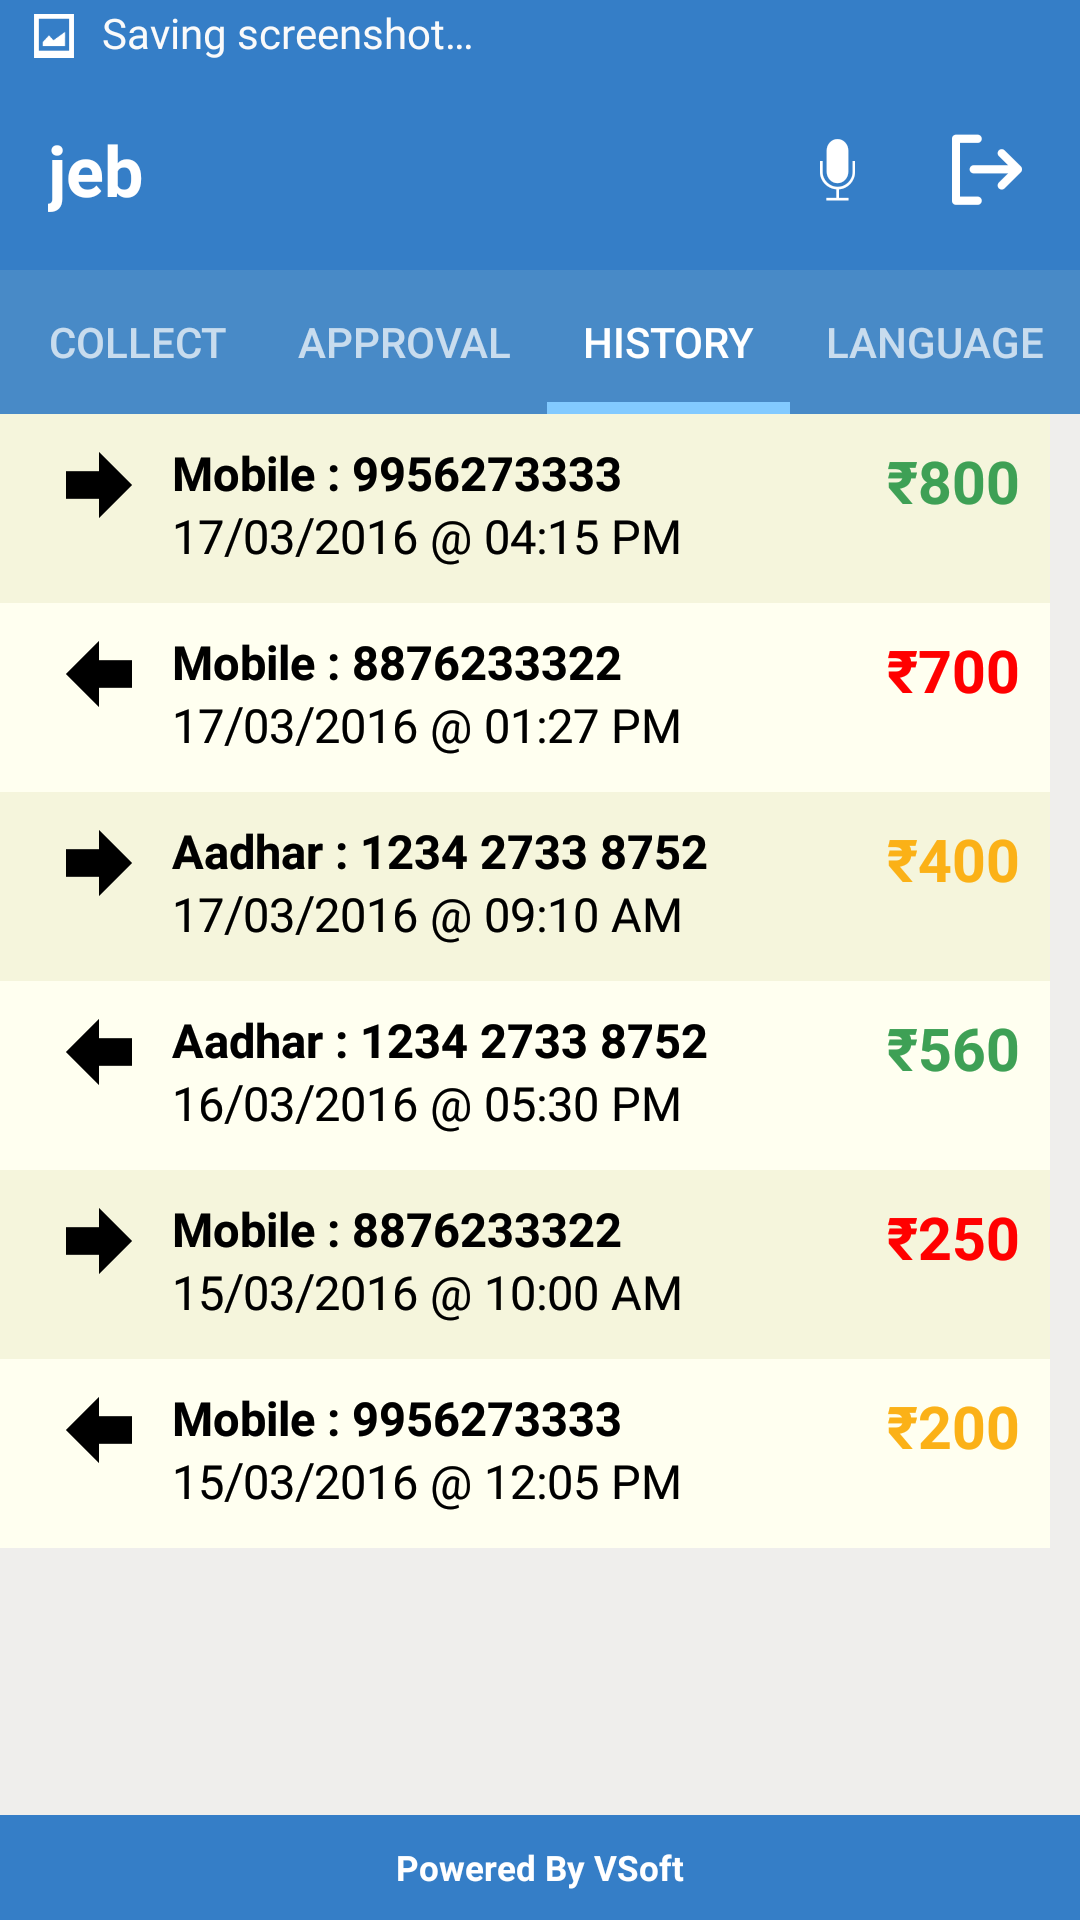 Saving screenshot...
jeb
COLLECT APPROVAL HISTORY LANGUAGE
Mobile : 9956273333 ₹800
17/03/2016 @ 04:15 PM
Mobile : 8876233322 ₹700
17/03/2016 @ 01:27 PM
Aadhar : 1234 2733 8752 ₹400
17/03/2016 @ 09:10 AM
Aadhar : 1234 2733 8752 ₹560
16/03/2016 @ 05:30 PM
Mobile : 8876233322 ₹250
15/03/2016 @ 10:00 AM
Mobile : 9956273333 ₹200
15/03/2016 @ 12:05 PM
Powered By VSoft